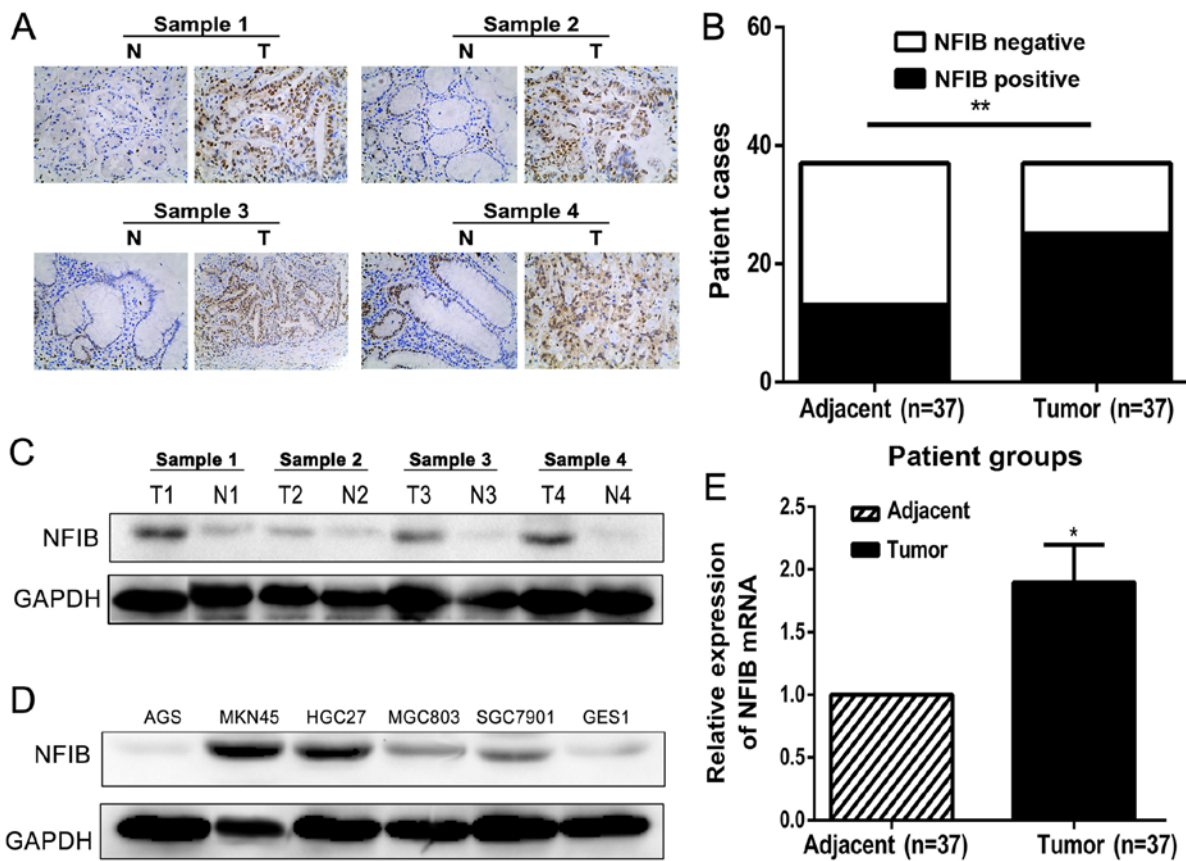 A
Sample 1
N T
Sample 2
N T
Sample 3
N T
Sample 4
N T
B
60
40
20
0
Patient cases
NFIB negative
NFIB positive
**
Adjacent (n=37) Tumor (n=37)
Patient groups
C
Sample 1 Sample 2 Sample 3 Sample 4
T1 N1 T2 N2 T3 N3 T4 N4
NFIB
GAPDH
D
AGS MKN45 HGC27 MGC803 SGC7901 GES1
NFIB
GAPDH
E
2.5
2.0
1.5
1.0
0.5
0.0
Relative expression
of NFIB mRNA
Adjacent
Tumor
*
Adjacent (n=37) Tumor (n=37)